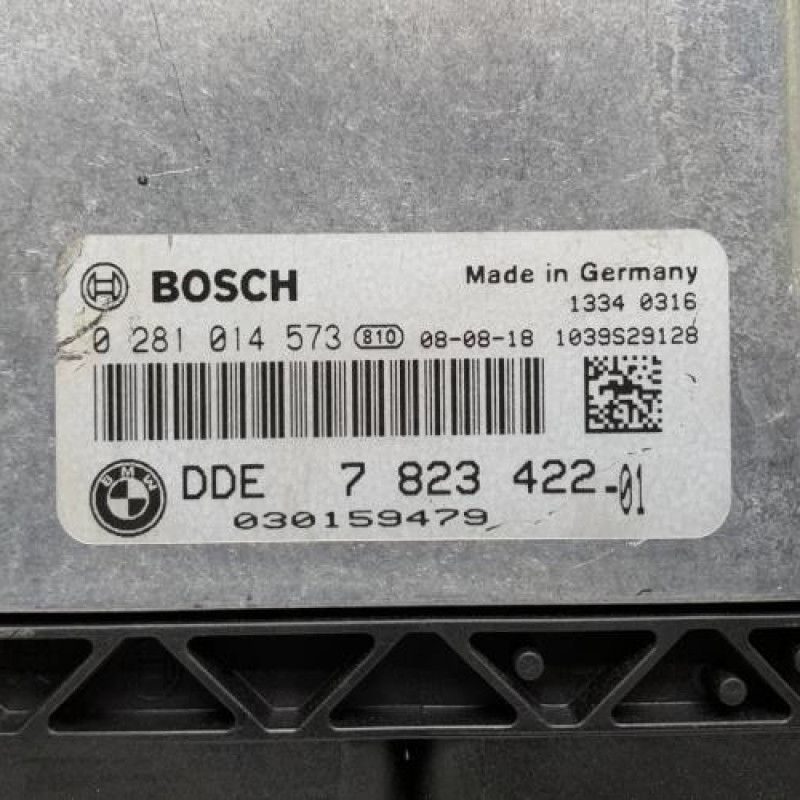 BOSCH Made in Germany
1334 0316
0 281 014 573 810 08-08-18 1039S29128
BMW DDE 7 823 422-01
030159479